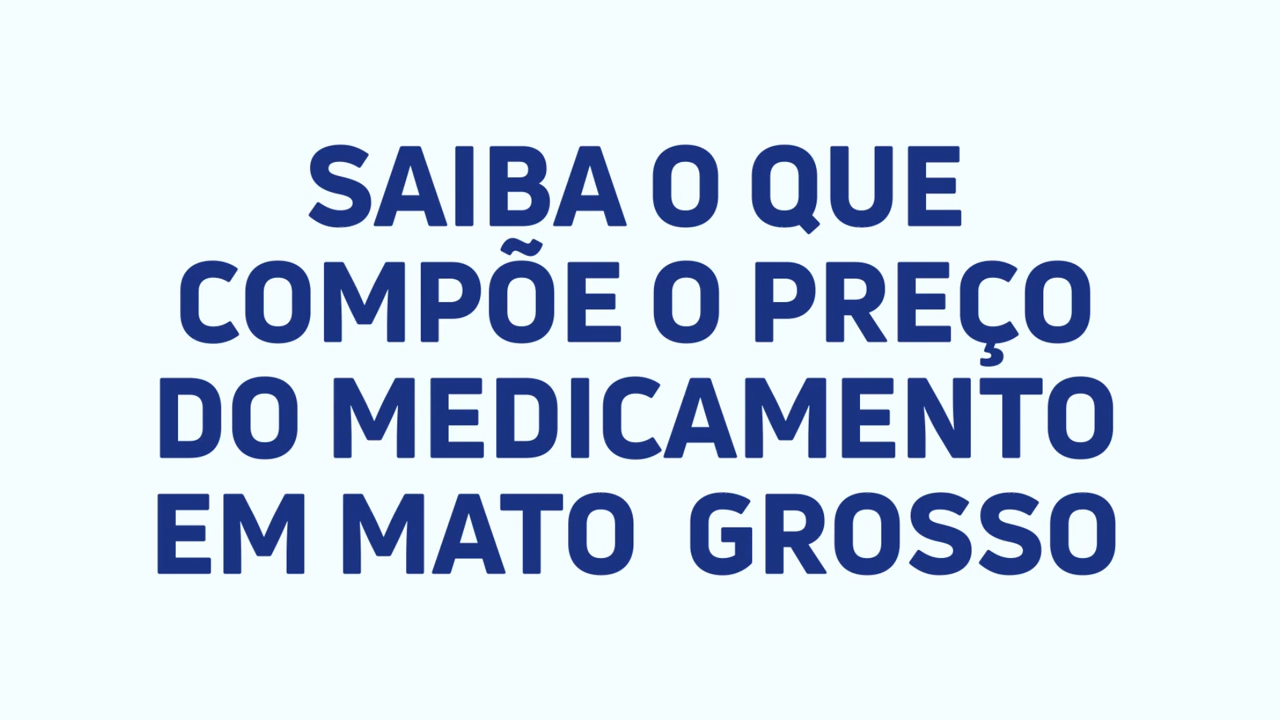 SAIBA O QUE
COMPÕE O PREÇO
DO MEDICAMENTO
EM MATO  GROSSO